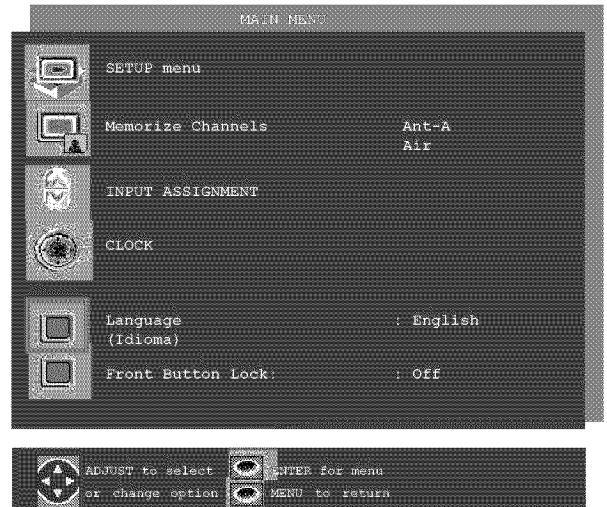 MAIN MENU
SETUP menu
Memorize Channels Ant-A
Air
INPUT ASSIGNMENT
CLOCK
Language : English
(Idioma)
Front Button Lock: : Off
ADJUST to select ENTER for menu
or change option MENU to return